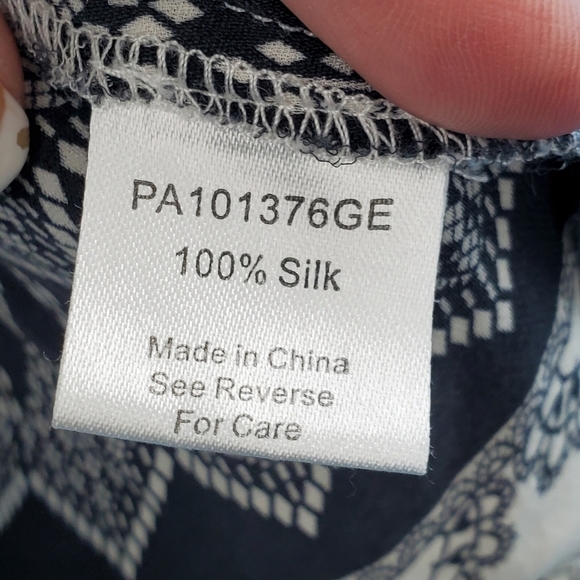 PA101376GE
100% Silk
Made in China
See Reverse
For Care